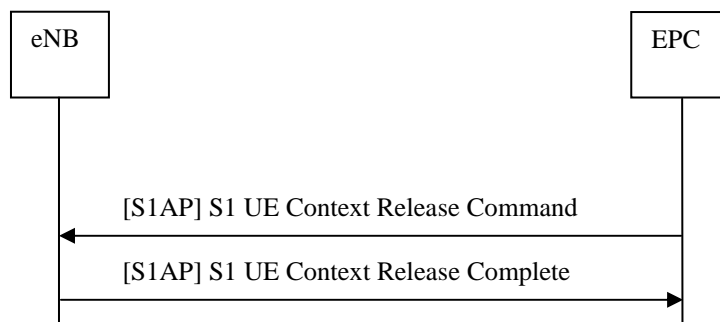 eNB
EPC
[S1AP] S1 UE Context Release Command
[S1AP] S1 UE Context Release Complete